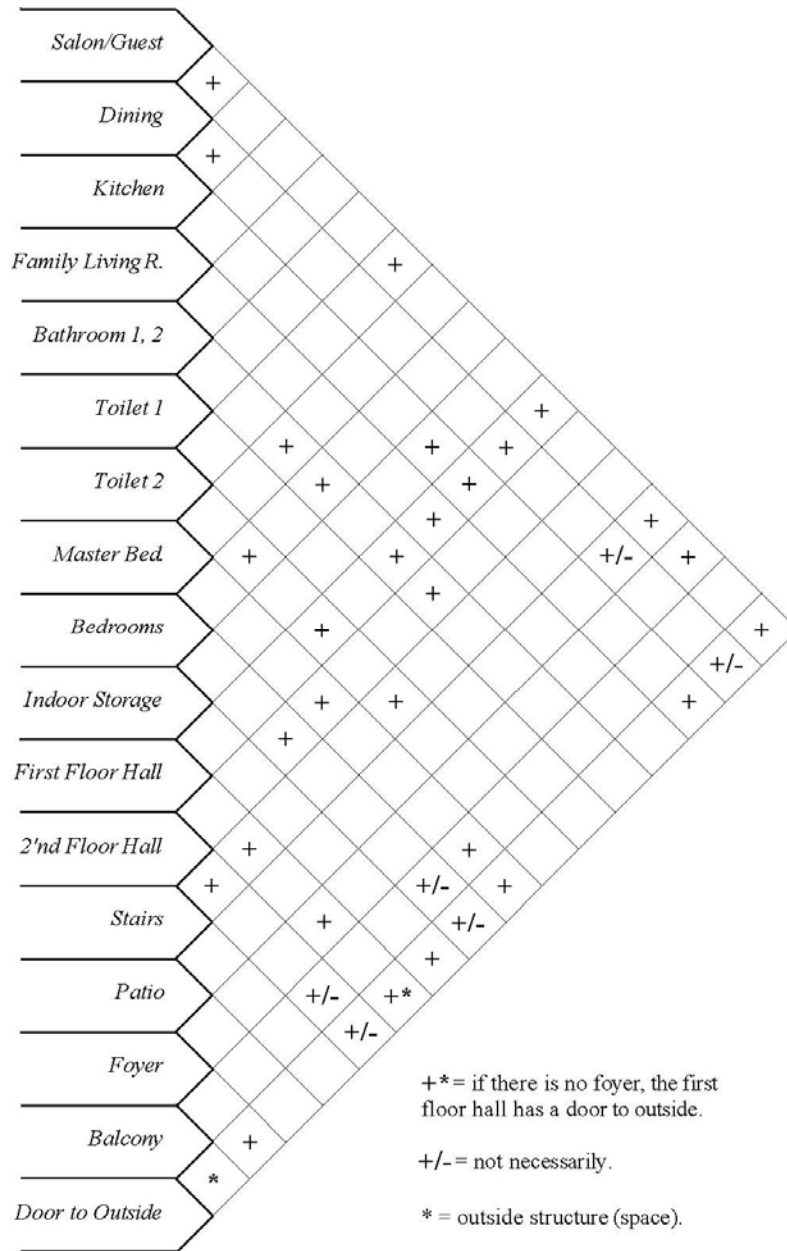 Salon/Guest
+
Dining
+
Kitchen
Family Living R.
+
Bathroom 1, 2
Toilet 1
+
+ + +
Toilet 2
+ +
+ +
Master Bed.
+ + +/- +
+
Bedrooms
+ +
+/-
Indoor Storage
+ + +
+
First Floor Hall
2'nd Floor Hall
+ +
+ +/- +
Stairs
+ +/-
+
Patio
+/- +*
+/-
Foyer
+*= if there is no foyer, the first
floor hall has a door to outside.
Balcony
+
+/-= not necessarily.
*
Door to Outside
* = outside structure (space).